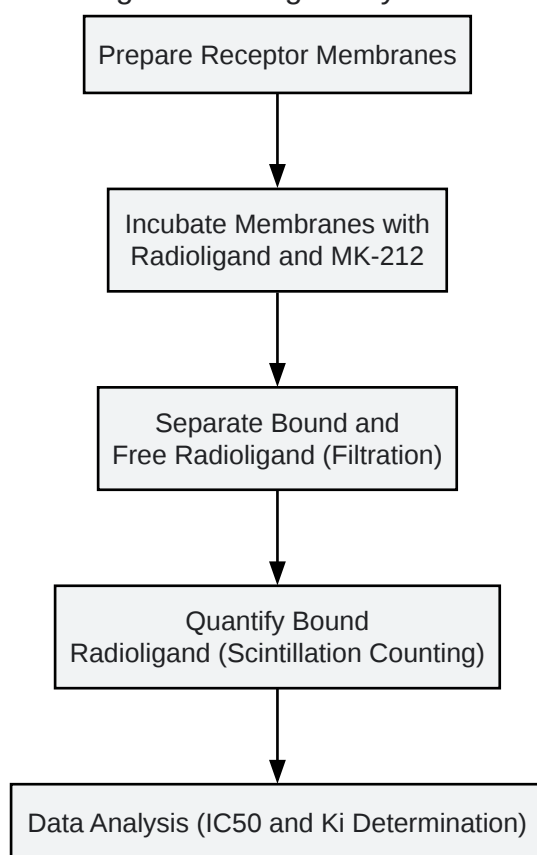 Prepare Receptor Membranes
Incubate Membranes with
Radioligand and MK-212
Separate Bound and
Free Radioligand (Filtration)
Quantify Bound
Radioligand (Scintillation Counting)
Data Analysis (IC50 and Ki Determination)